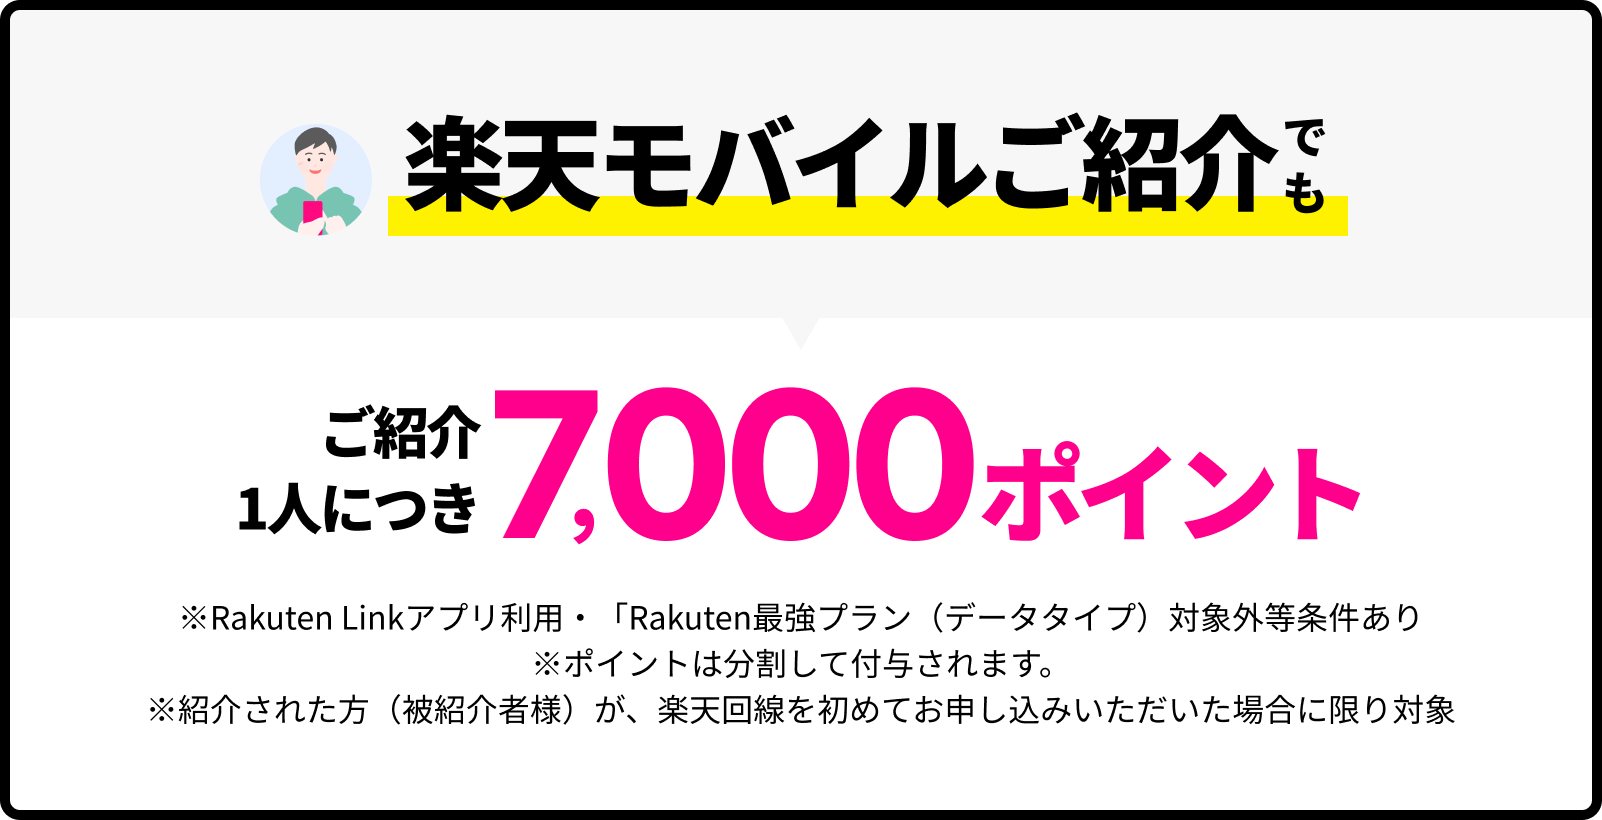 楽天モバイルご紹介でも
ご紹介
1人につき
7,000ポイント
※Rakuten Linkアプリ利用・「Rakuten最強プラン（データタイプ）対象外等条件あり
※ポイントは分割して付与されます。
※紹介された方（被紹介者様）が、楽天回線を初めてお申し込みいただいた場合に限り対象